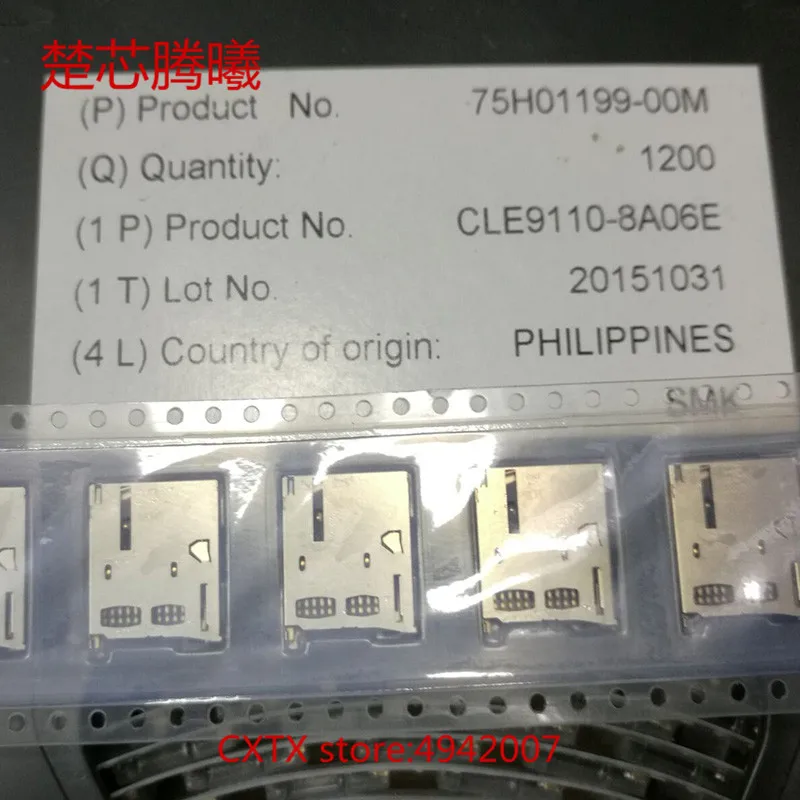 楚芯腾曦
(P) Product No. 75H01199-00M
(Q) Quantity: 1200
(1 P) Product No. CLE9110-8A06E
(1 T) Lot No. 20151031
(4 L) Country of origin: PHILIPPINES
SMK
CXTX store:4942007